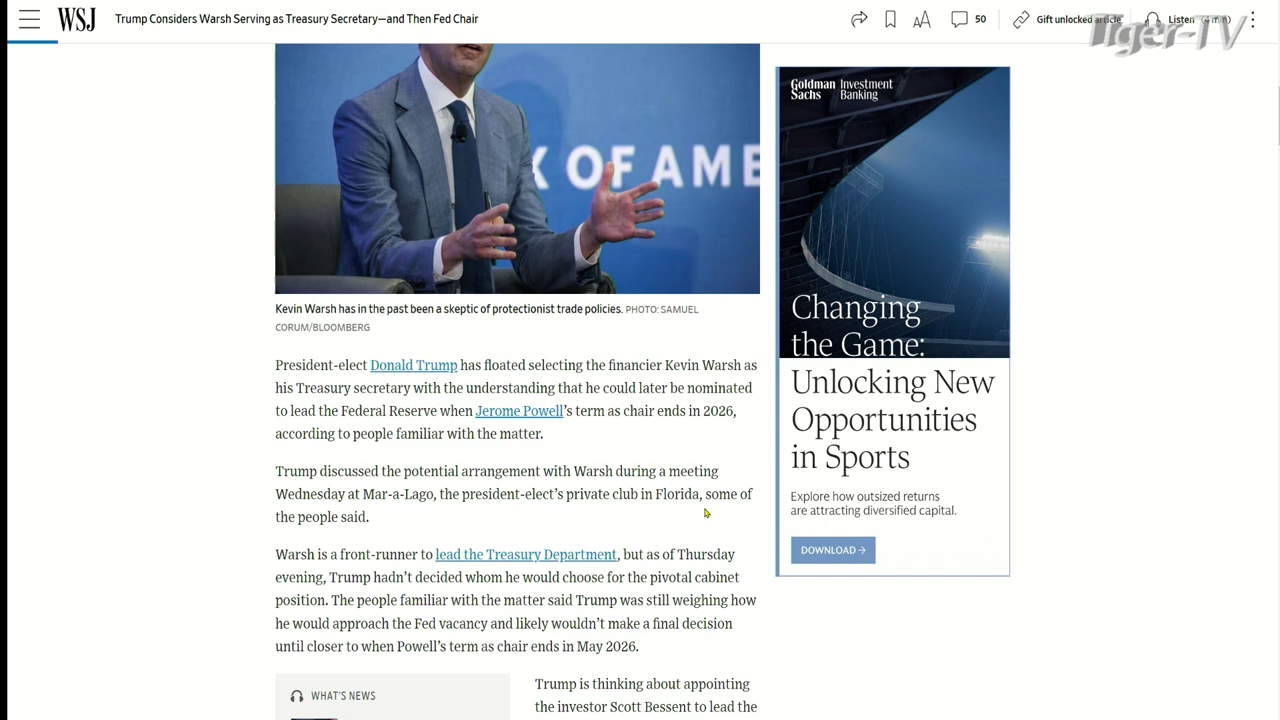 WSJ
Trump Considers Warsh Serving as Treasury Secretary—and Then Fed Chair
50
Gift unlocked article
Listen
Tiger-TV
K OF AME
Kevin Warsh has in the past been a skeptic of protectionist trade policies. PHOTO: SAMUEL
CORUM/BLOOMBERG
President-elect Donald Trump has floated selecting the financier Kevin Warsh as
his Treasury secretary with the understanding that he could later be nominated
to lead the Federal Reserve when Jerome Powell's term as chair ends in 2026,
according to people familiar with the matter.
Trump discussed the potential arrangement with Warsh during a meeting
Wednesday at Mar-a-Lago, the president-elect's private club in Florida, some of
the people said.
Warsh is a front-runner to lead the Treasury Department, but as of Thursday
evening, Trump hadn't decided whom he would choose for the pivotal cabinet
position. The people familiar with the matter said Trump was still weighing how
he would approach the Fed vacancy and likely wouldn't make a final decision
until closer to when Powell's term as chair ends in May 2026.
WHAT'S NEWS
Trump is thinking about appointing
the investor Scott Bessent to lead the
Goldman Sachs Investment Banking
Changing
the Game:
Unlocking New
Opportunities
in Sports
Explore how outsized returns
are attracting diversified capital.
DOWNLOAD→